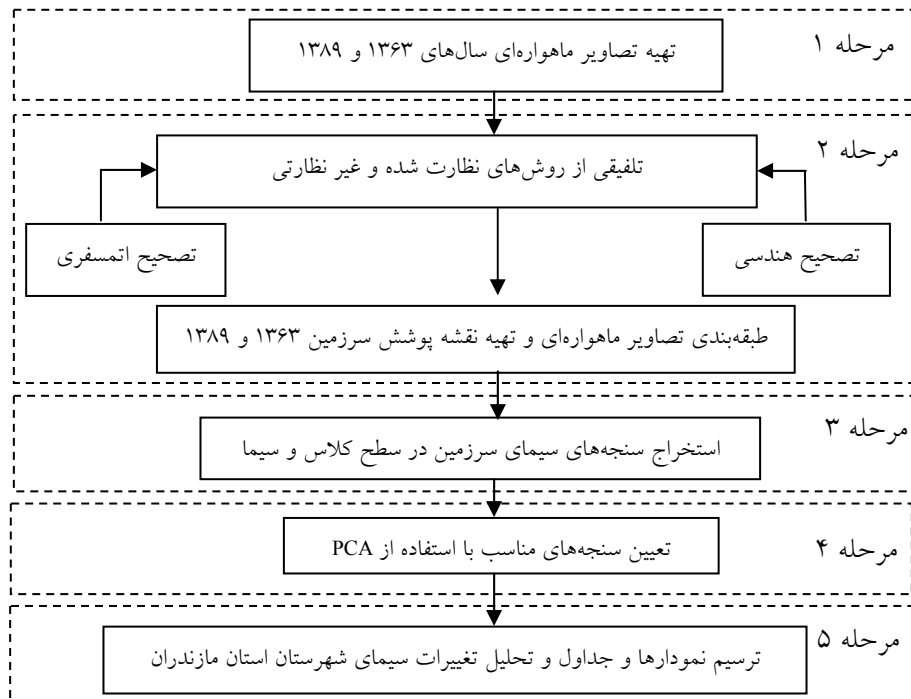 مرحله ۱
تهیه تصاویر ماهواره‌ای سال‌های ۱۳۶۳ و ۱۳۸۹
مرحله ۲
تلفیقی از روش‌های نظارت شده و غیر نظارتی
تصحیح هندسی
تصحیح اتمسفری
طبقه‌بندی تصاویر ماهواره‌ای و تهیه نقشه پوشش سرزمین ۱۳۶۳ و ۱۳۸۹
مرحله ۳
استخراج سنجه‌های سیمای سرزمین در سطح کلاس و سیما
مرحله ۴
تعیین سنجه‌های مناسب با استفاده از PCA
مرحله ۵
ترسیم نمودارها و جداول و تحلیل تغییرات سیمای شهرستان استان مازندران